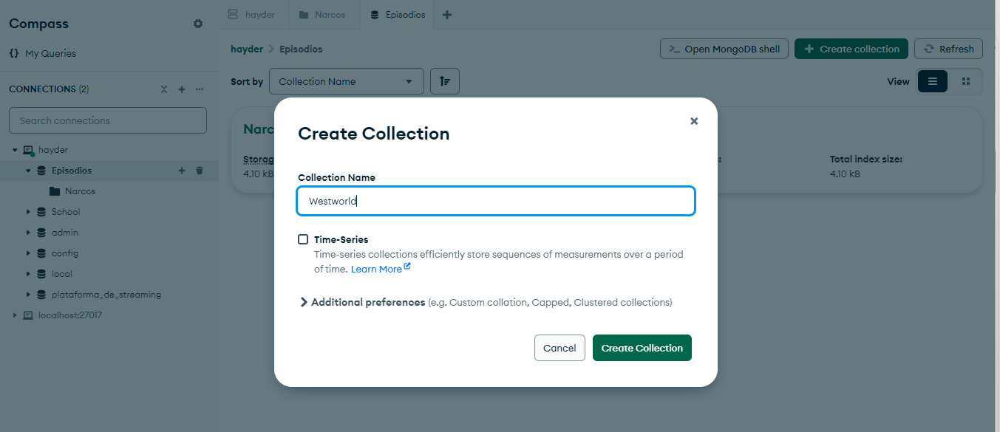 Compass
My Queries
CONNECTIONS (2)
Search connections
hayder
Episodios
Narcos
School
admin
config
local
plataforma_de_streaming
localhost:27017
hayder
Narcos
Episodios
hayder
Episodios
>_ Open MongoDB shell
Create collection
Refresh
Sort by
Collection Name
View
Narc
Storag
4.10 kB
s:
Total index size:
4.10 kB
Create Collection
Collection Name
Westworld
Time-Series
Time-series collections efficiently store sequences of measurements over a period
of time. Learn More
Additional preferences (e.g. Custom collation, Capped, Clustered collections)
Cancel
Create Collection